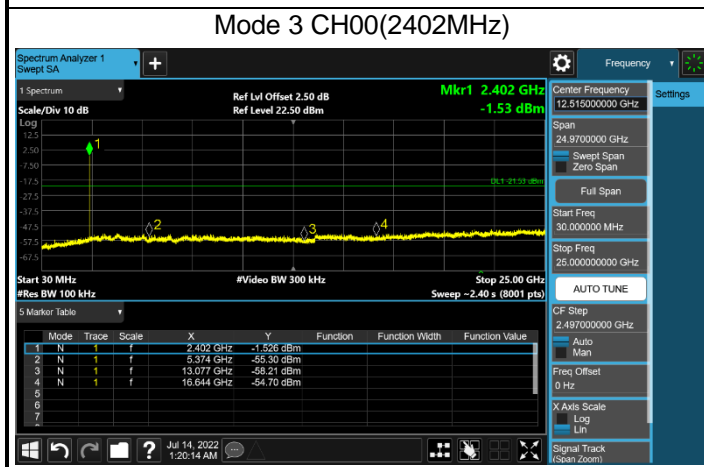 Mode 3 CH00(2402MHz)
Spectrum Analyzer 1
Swept SA
+
Frequency
1 Spectrum
Scale/Div 10 dB
Ref Lvl Offset 2.50 dB
Ref Level 22.50 dBm
Mkr1 2.402 GHz
-1.53 dBm
Log
12.5
2.50
-7.50
-17.5
-27.5
-37.5
-47.5
-57.5
-67.5
1
2
3
4
DL1 -21.53 dBm
Start 30 MHz
#Video BW 300 kHz
Stop 25.00 GHz
#Res BW 100 kHz
Sweep ~2.40 s (8001 pts)
5 Marker Table
Mode Trace Scale X Y Function Function Width Function Value
1 N 1 f 2.402 GHz -1.526 dBm
2 N 1 f 5.374 GHz -55.30 dBm
3 N 1 f 13.077 GHz -58.21 dBm
4 N 1 f 16.644 GHz -54.70 dBm
5
6
7
Jul 14, 2022
1:20:14 AM
Center Frequency
12.515000000 GHz
Settings
Span
24.9700000 GHz
Swept Span
Zero Span
Full Span
Start Freq
30.000000 MHz
Stop Freq
25.000000000 GHz
AUTO TUNE
CF Step
2.497000000 GHz
Auto
Man
Freq Offset
0 Hz
X Axis Scale
Log
Lin
Signal Track
(Span Zoom)